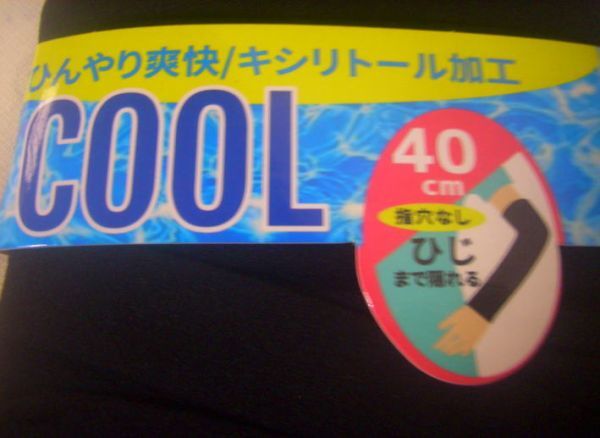 ひんやり爽快/キシリトール加工
COOL
40
cm
指穴なし
ひじ
まで隠れる